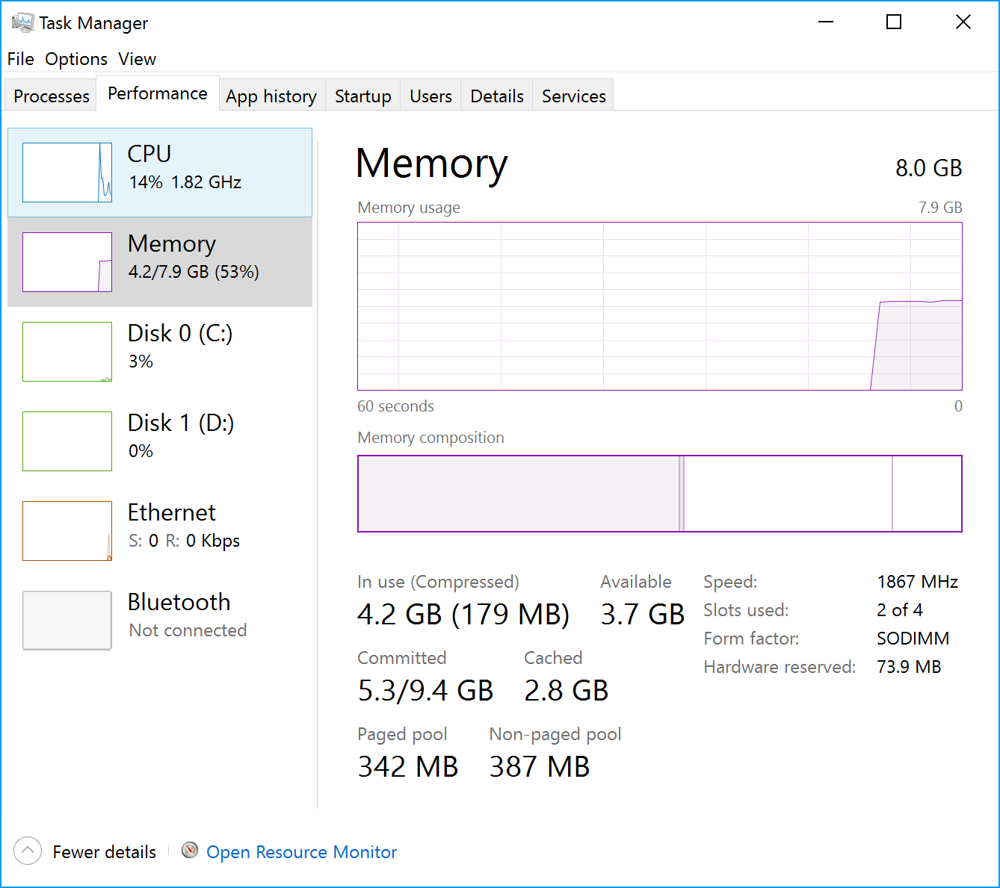 Task Manager
File Options View
Processes Performance App history Startup Users Details Services
CPU
14% 1.82 GHz
Memory
4.2/7.9 GB (53%)
Disk 0 (C:)
3%
Disk 1 (D:)
0%
Ethernet
S: 0 R: 0 Kbps
Bluetooth
Not connected
Memory 8.0 GB
Memory usage 7.9 GB
60 seconds 0
Memory composition
In use (Compressed) Available
4.2 GB (179 MB) 3.7 GB
Committed Cached
5.3/9.4 GB 2.8 GB
Paged pool Non-paged pool
342 MB 387 MB
Speed: 1867 MHz
Slots used: 2 of 4
Form factor: SODIMM
Hardware reserved: 73.9 MB
Fewer details Open Resource Monitor